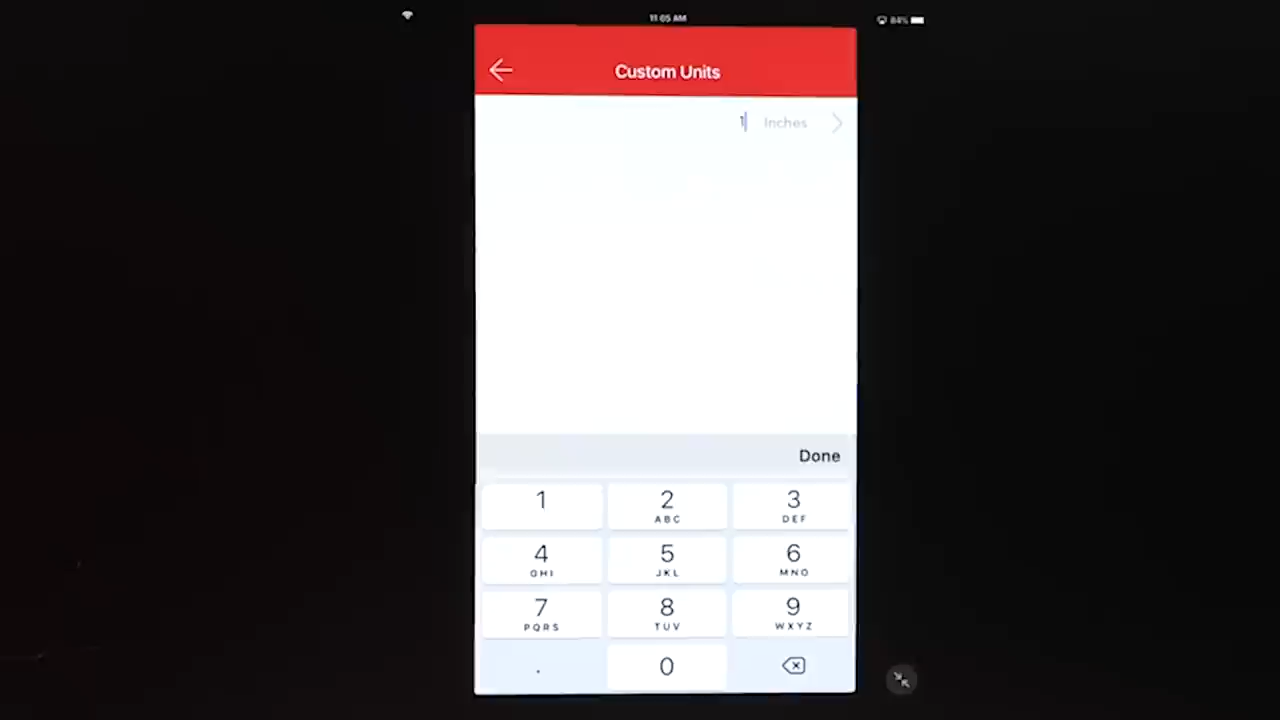 11:05 AM
84%
Custom Units
1 Inches
Done
1
2
ABC
3
DEF
4
GHI
5
JKL
6
MNO
7
PQRS
8
TUV
9
WXYZ
.
0